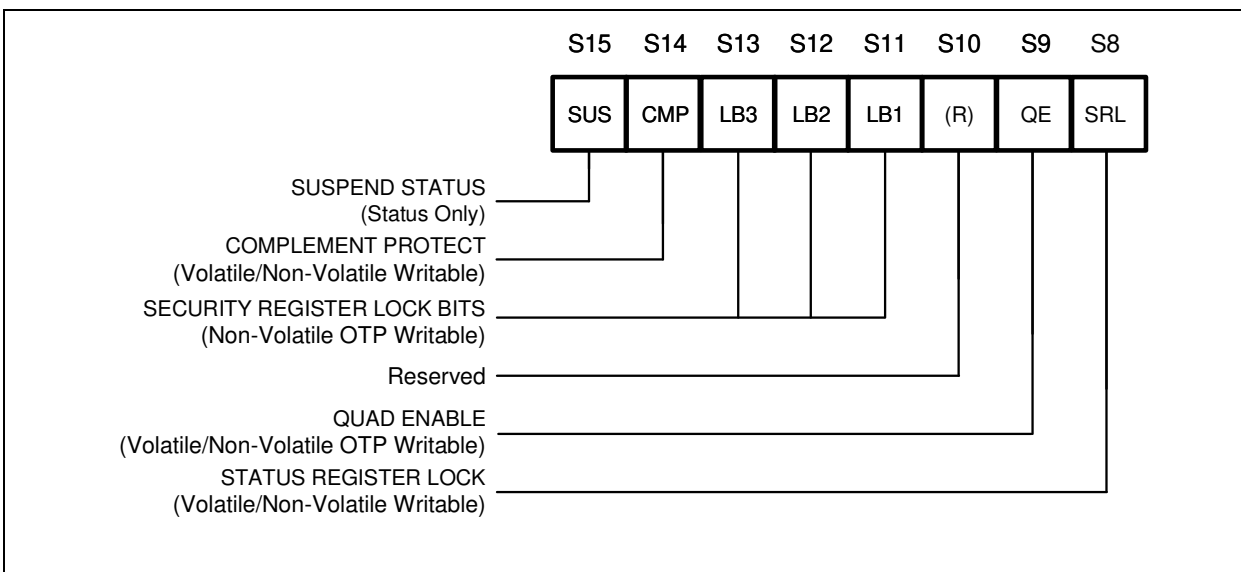 S15 S14 S13 S12 S11 S10 S9 S8
SUS CMP LB3 LB2 LB1 (R) QE SRL
SUSPEND STATUS
(Status Only)
COMPLEMENT PROTECT
(Volatile/Non-Volatile Writable)
SECURITY REGISTER LOCK BITS
(Non-Volatile OTP Writable)
Reserved
QUAD ENABLE
(Volatile/Non-Volatile OTP Writable)
STATUS REGISTER LOCK
(Volatile/Non-Volatile Writable)